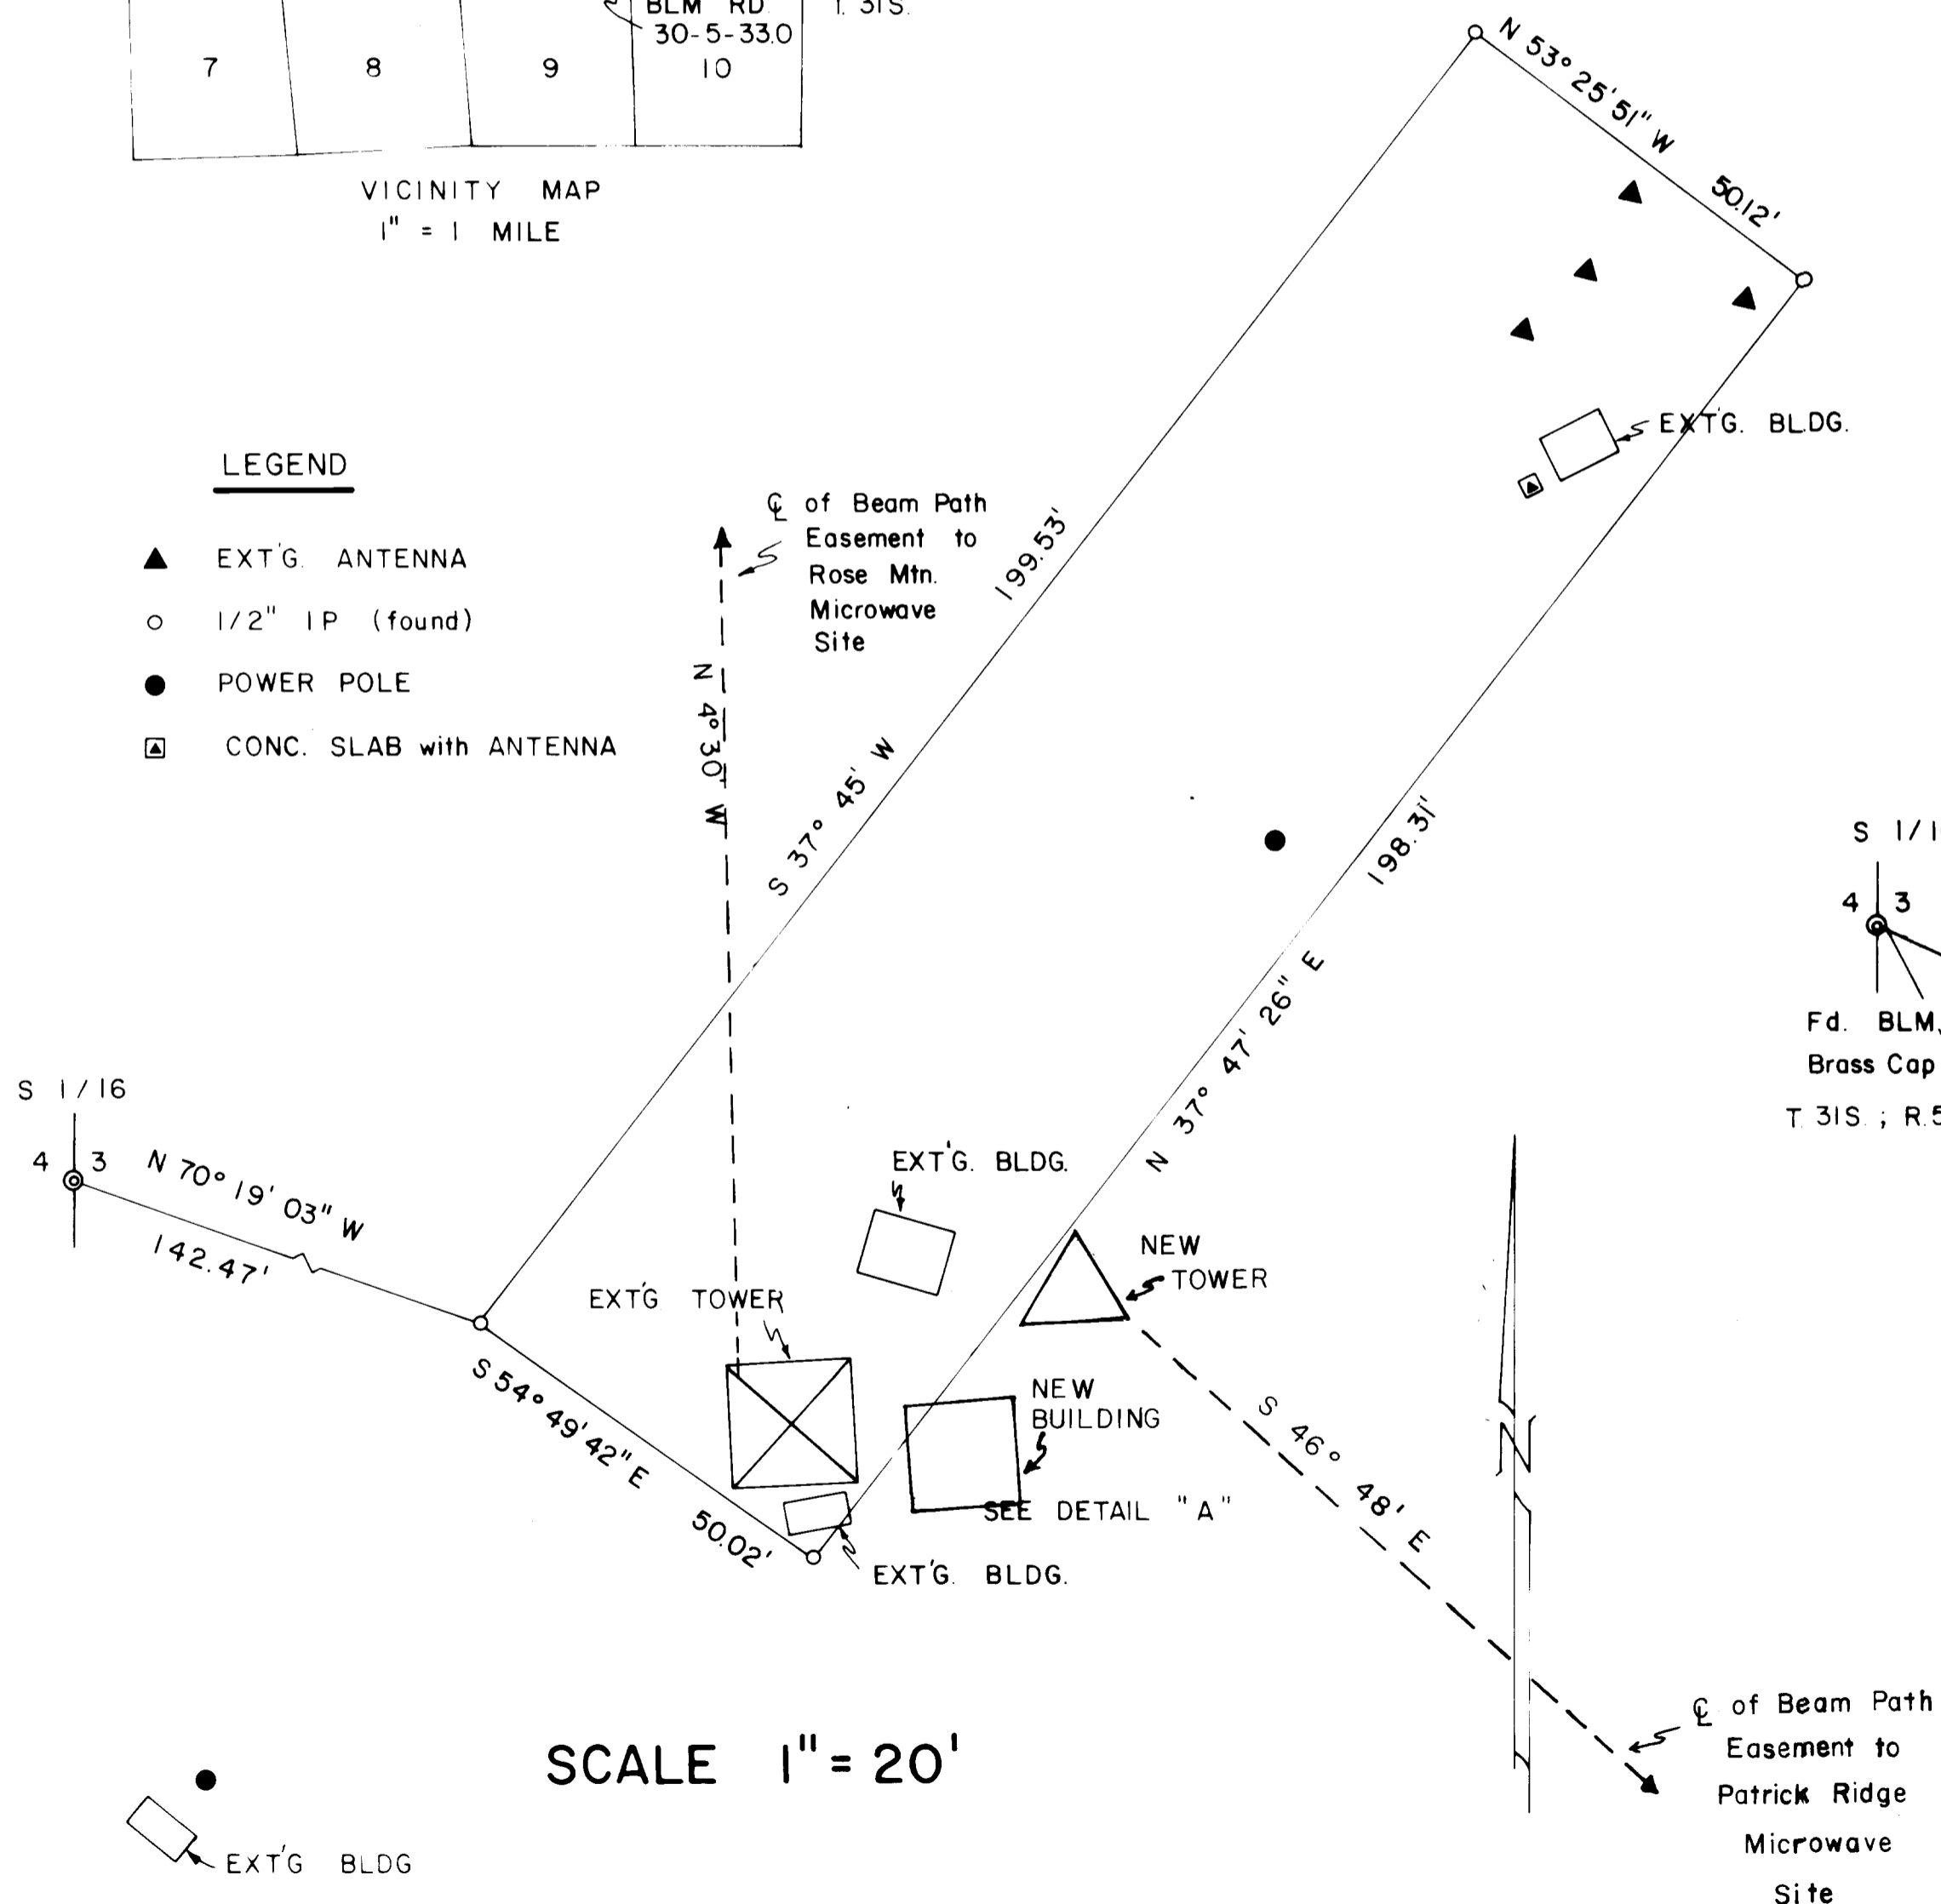 BLM RD
30-5-33.0
T. 31S.
7
8
9
10
VICINITY MAP
1" = 1 MILE
N 53° 25' 51" W
50.12'
EXT'G. BLDG.
LEGEND
EXT'G. ANTENNA
1/2" IP (found)
POWER POLE
CONC. SLAB with ANTENNA
℄ of Beam Path
Easement to
Rose Mtn.
Microwave
Site
N 4° 30' W
199.53'
S 37° 45' W
198.31"
N 37° 47' 26" E
S 1/1
4
3
Fd. BLM.
Brass Cap
T. 31S. ; R.5
S 1/16
4
3
N 70° 19' 03" W
142.47'
EXT'G. BLDG.
NEW
TOWER
EXT'G TOWER
S 54° 49' 42" E
50.02'
NEW
BUILDING
SEE DETAIL "A"
EXT'G. BLDG.
S 46° 48' E
N
℄ of Beam Path
Easement to
Patrick Ridge
Microwave
Site
SCALE 1" = 20'
EXT'G BLDG